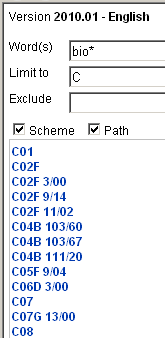 Version 2010.01 - English
Word(s) bio*
Limit to C
Exclude
Scheme Path
C01
C02F
C02F 3/00
C02F 9/14
C02F 11/02
C04B 103/60
C04B 103/67
C04B 111/20
C05F 9/04
C06D 3/00
C07
C07G 13/00
C08